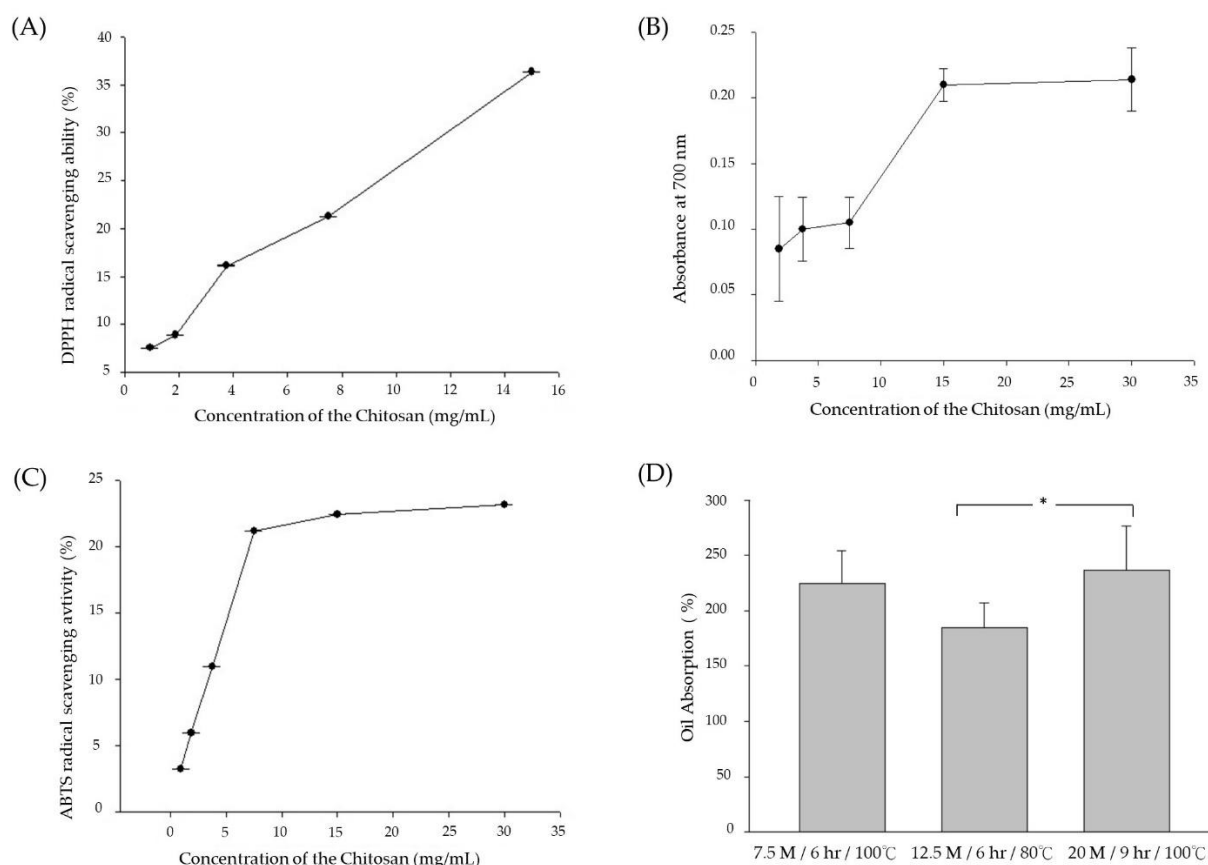 (A)
40
35
30
25
20
15
10
5
DPPH radical scavenging ability (%)
0 2 4 6 8 10 12 14 16
Concentration of the Chitosan (mg/mL)
(B)
0.25
0.20
0.15
0.10
0.05
0.00
Absorbance at 700 nm
0 5 10 15 20 25 30 35
Concentration of the Chitosan (mg/mL)
(C)
25
20
15
10
5
0
ABTS radical scavenging avtivity (%)
0 5 10 15 20 25 30 35
Concentration of the Chitosan (mg/mL)
(D)
300
250
200
150
100
50
0
Oil Absorption ( %)
*
7.5 M / 6 hr / 100℃ 12.5 M / 6 hr / 80℃ 20 M / 9 hr / 100℃